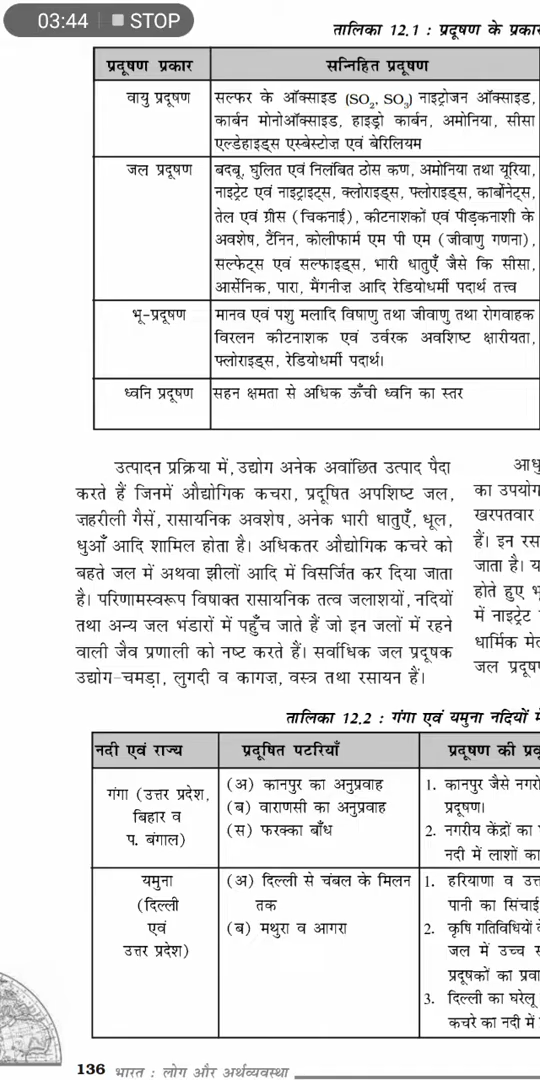 03:44 STOP
तालिका 12.1 : प्रदूषण के प्रकार
प्रदूषण प्रकार सन्निहित प्रदूषण
वायु प्रदूषण सल्फर के ऑक्साइड (SO2, SO3) नाइट्रोजन ऑक्साइड,
कार्बन मोनोऑक्साइड, हाइड्रो कार्बन, अमोनिया, सीसा
एल्डेहाइड्स एस्बेस्टोज़ एवं बेरिलियम
जल प्रदूषण बदबू, घुलित एवं निलंबित ठोस कण, अमोनिया तथा यूरिया,
नाइट्रेट एवं नाइट्राइट्स, क्लोराइड्स, फ्लोराइड्स, कार्बोनेट्स,
तेल एवं ग्रीस (चिकनाई), कीटनाशकों एवं पीड़कनाशी के
अवशेष, टैंनिन, कोलीफार्म एम पी एम (जीवाणु गणना),
सल्फेट्स एवं सल्फाइड्स, भारी धातुएँ जैसे कि सीसा,
आर्सेनिक, पारा, मैंगनीज़ आदि रेडियोधर्मी पदार्थ तत्त्व
भू-प्रदूषण मानव एवं पशु मलादि विषाणु तथा जीवाणु तथा रोगवाहक
विरलन कीटनाशक एवं उर्वरक अवशिष्ट क्षारीयता,
फ्लोराइड्स, रेडियोधर्मी पदार्थ।
ध्वनि प्रदूषण सहन क्षमता से अधिक ऊँची ध्वनि का स्तर
उत्पादन प्रक्रिया में, उद्योग अनेक अवांछित उत्पाद पैदा
करते हैं जिनमें औद्योगिक कचरा, प्रदूषित अपशिष्ट जल,
ज़हरीली गैसें, रासायनिक अवशेष, अनेक भारी धातुएँ, धूल,
धुआँ आदि शामिल होता है। अधिकतर औद्योगिक कचरे को
बहते जल में अथवा झीलों आदि में विसर्जित कर दिया जाता
है। परिणामस्वरूप विषाक्त रासायनिक तत्व जलाशयों, नदियों
तथा अन्य जल भंडारों में पहुँच जाते हैं जो इन जलों में रहने
वाली जैव प्रणाली को नष्ट करते हैं। सर्वाधिक जल प्रदूषक
उद्योग-चमड़ा, लुगदी व कागज़, वस्त्र तथा रसायन हैं।
आधु
का उपयोग
खरपतवार
हैं। इन रस
जाता है। य
होते हुए भू
में नाइट्रेट
धार्मिक मे
जल प्रदूष
तालिका 12.2 : गंगा एवं यमुना नदियों में
नदी एवं राज्य प्रदूषित पटरियाँ प्रदूषण की प्रकृ
गंगा (उत्तर प्रदेश,
बिहार व
प. बंगाल)
(अ) कानपुर का अनुप्रवाह
(ब) वाराणसी का अनुप्रवाह
(स) फरक्का बाँध
1. कानपुर जैसे नगरो
प्रदूषण।
2. नगरीय केंद्रों का
नदी में लाशों का
यमुना
(दिल्ली
एवं
उत्तर प्रदेश)
(अ) दिल्ली से चंबल के मिलन
तक
(ब) मथुरा व आगरा
1. हरियाणा व उत्त
पानी का सिंचाई
2. कृषि गतिविधियों
जल में उच्च स
प्रदूषकों का प्रवा
3. दिल्ली का घरेलू
कचरे का नदी में
136 भारत : लोग और अर्थव्यवस्था